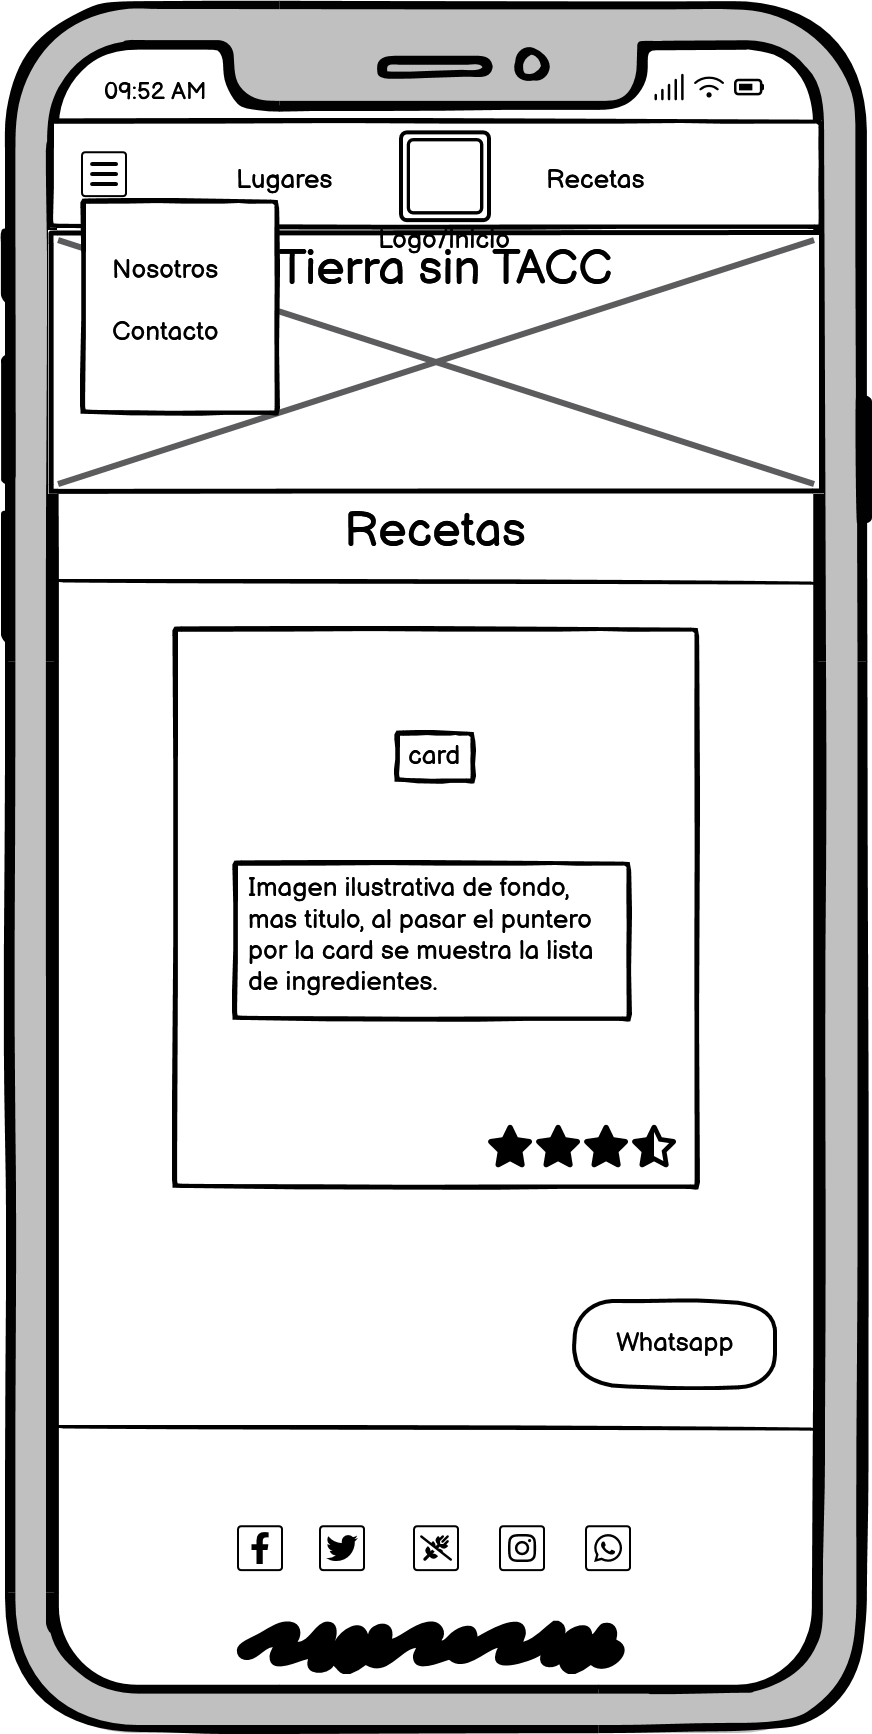 09:52 AM
Lugares
Recetas
Logo/Inicio
Nosotros
Contacto
Tierra sin TACC
Recetas
card
Imagen ilustrativa de fondo,
mas titulo, al pasar el puntero
por la card se muestra la lista
de ingredientes.
Whatsapp